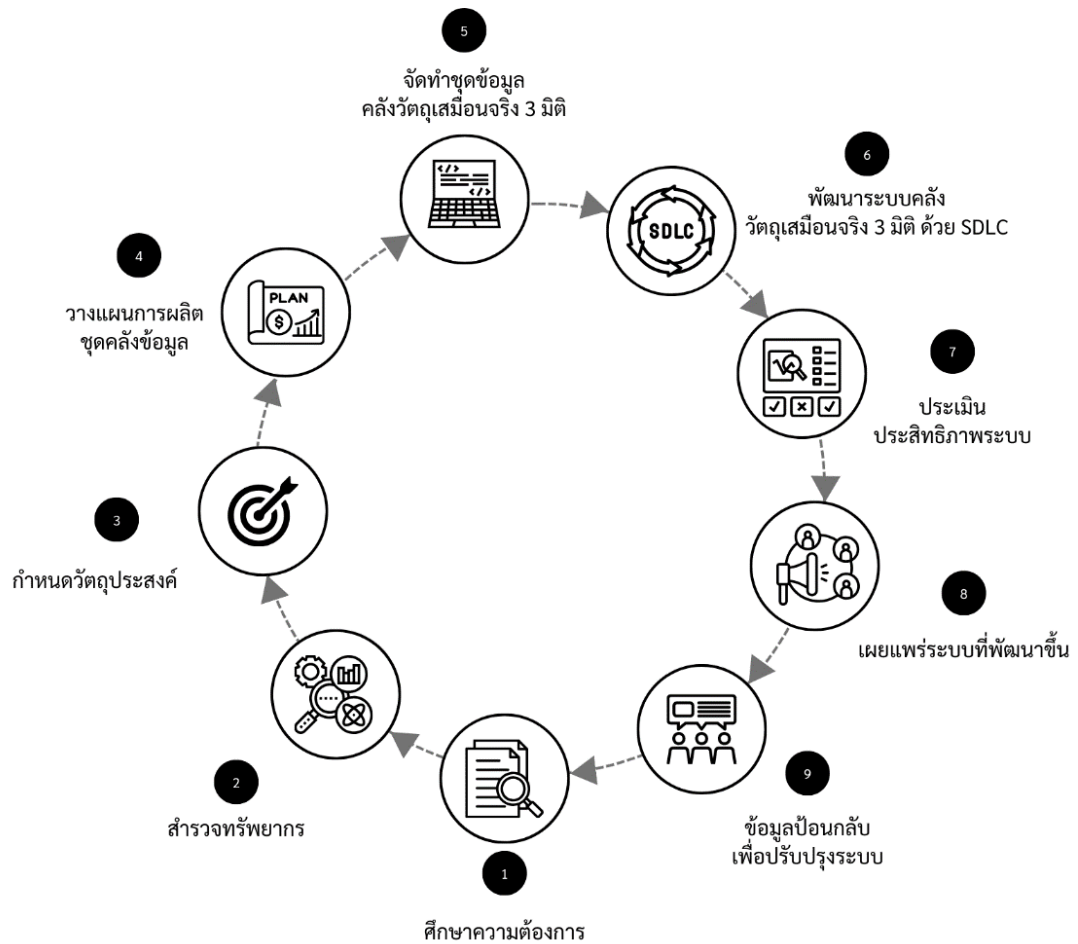 5
จัดทำชุดข้อมูล
คลังวัตถุเสมือนจริง 3 มิติ
</>
</>
6
พัฒนาระบบคลัง
วัตถุเสมือนจริง 3 มิติ ด้วย SDLC
SDLC
4
วางแผนการผลิต
ชุดคลังข้อมูล
PLAN
$
7
ประเมิน
ประสิทธิภาพระบบ
3
กำหนดวัตถุประสงค์
8
เผยแพร่ระบบที่พัฒนาขึ้น
2
สำรวจทรัพยากร
9
ข้อมูลป้อนกลับ
เพื่อปรับปรุงระบบ
1
ศึกษาความต้องการ